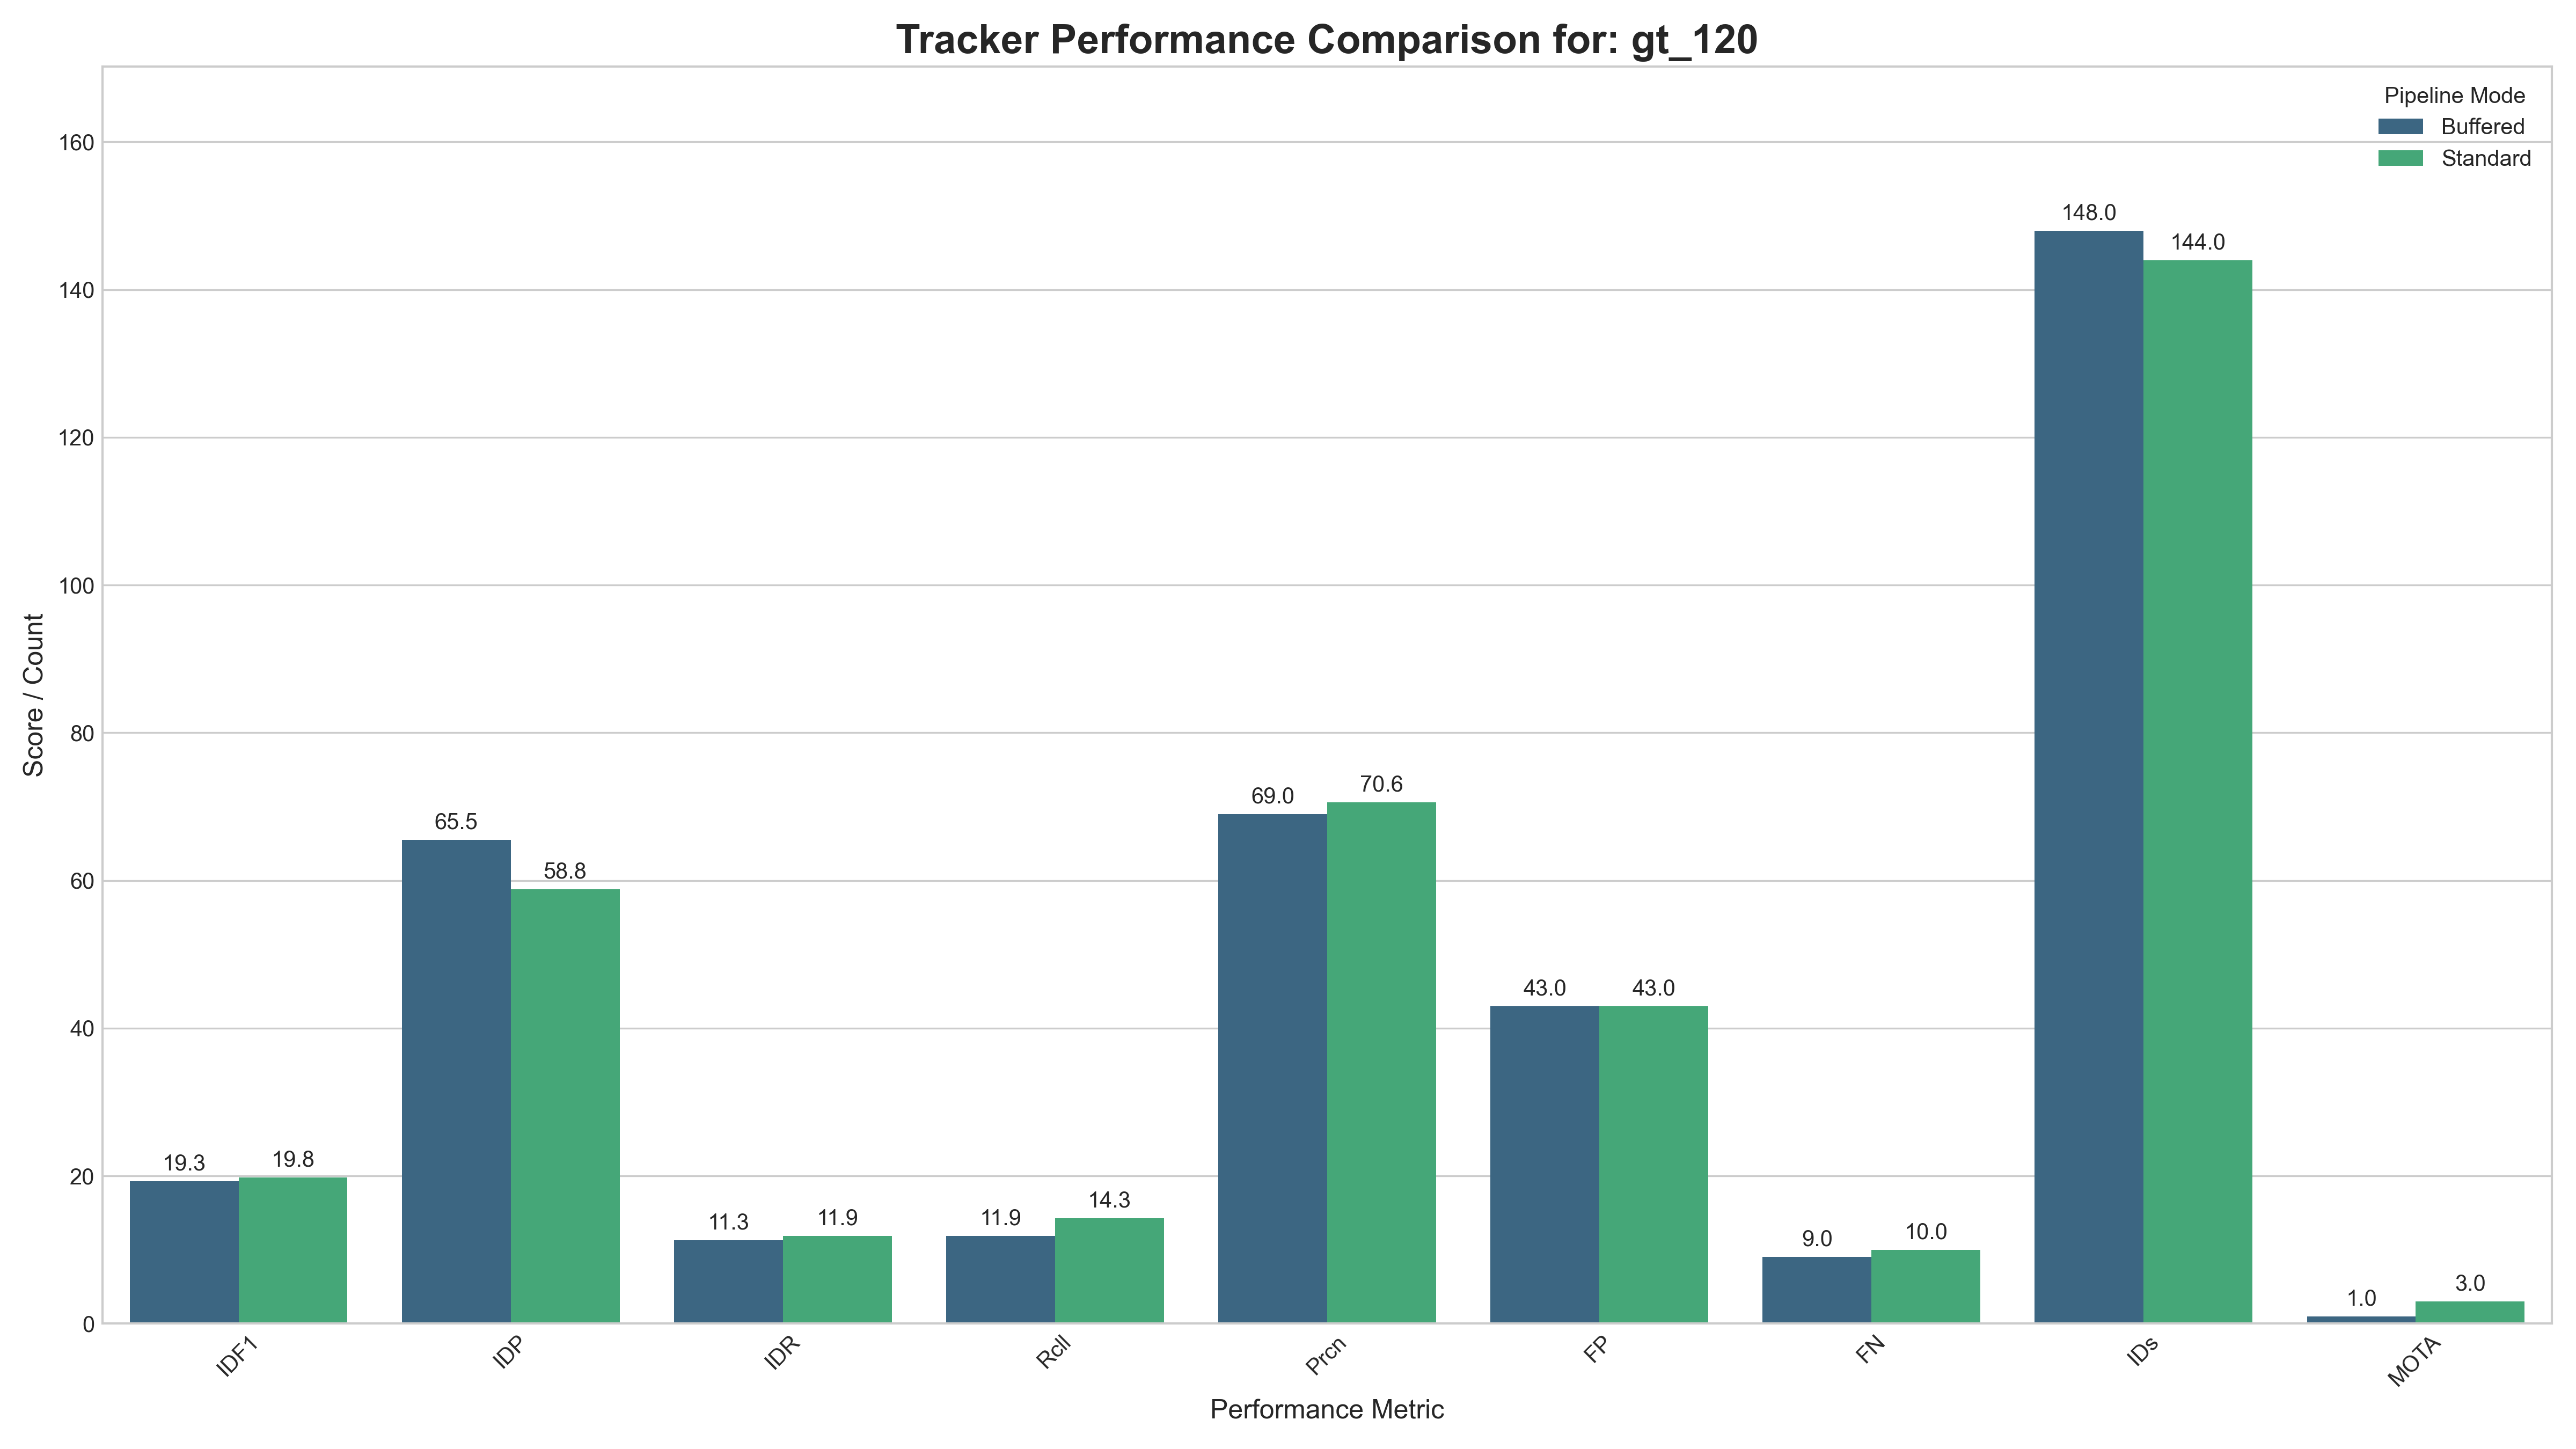 Tracker Performance Comparison for: gt_120
Pipeline Mode
Buffered
Standard
Score / Count
160
140
120
100
80
60
40
20
0
19.3
19.8
65.5
58.8
11.3
11.9
11.9
14.3
69.0
70.6
43.0
43.0
9.0
10.0
148.0
144.0
1.0
3.0
IDF1
IDP
IDR
Rcll
Prcn
FP
FN
IDs
MOTA
Performance Metric